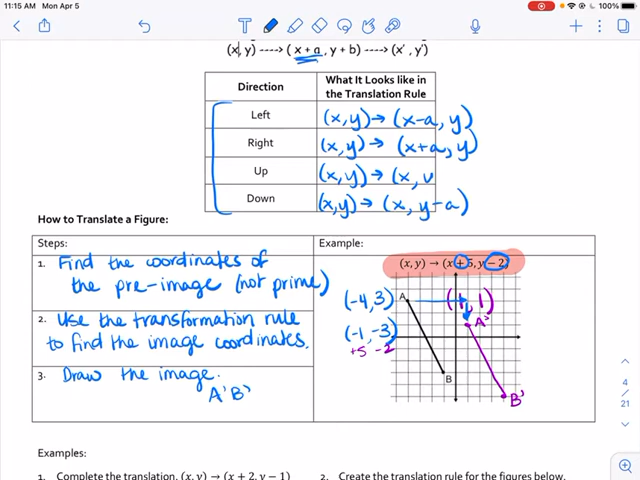 11:15 AM Mon Apr 5
100%
(x, y) ----> ( x + a , y + b) ----> (x' , y')
Direction
What It Looks like in
the Translation Rule
Left
(x,y) → (x-a, y)
Right
(x,y) → (x+a, y)
Up
(x,y) → (x,
Down
(x,y) → (x, y-a)
How to Translate a Figure:
Steps:
Example:
1. Find the coordinates of
the pre-image (not prime)
2. Use the transformation rule
to find the image coordinates.
3. Draw the image.
A'B'
(x, y) → (x + 5, y − 2)
(-4, 3)
A
(1, 1)
A'
(-1, -3)
+5 -2
B
B'
4
21
Examples:
1. Complete the translation, (x, y) → (x + 2, y − 1)
2. Create the translation rule for the figures below.